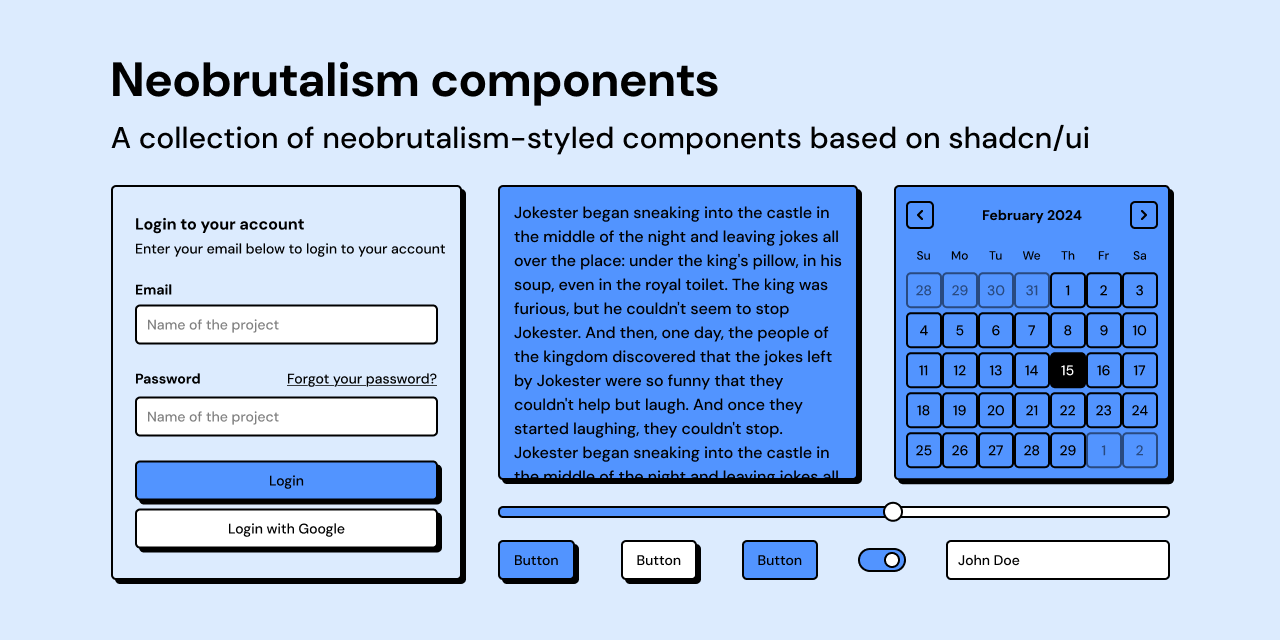 Neobrutalism components
A collection of neobrutalism-styled components based on shadcn/ui
Login to your account
Enter your email below to login to your account
Email
Name of the project
Password Forgot your password?
Name of the project
Login
Login with Google
Jokester began sneaking into the castle in
the middle of the night and leaving jokes all
over the place: under the king's pillow, in his
soup, even in the royal toilet. The king was
furious, but he couldn't seem to stop
Jokester. And then, one day, the people of
the kingdom discovered that the jokes left
by Jokester were so funny that they
couldn't help but laugh. And once they
started laughing, they couldn't stop.
Jokester began sneaking into the castle in
the middle of the night and leaving jokes all
February 2024
Su Mo Tu We Th Fr Sa
28 29 30 31 1 2 3
4 5 6 7 8 9 10
11 12 13 14 15 16 17
18 19 20 21 22 23 24
25 26 27 28 29 1 2
Button Button Button John Doe